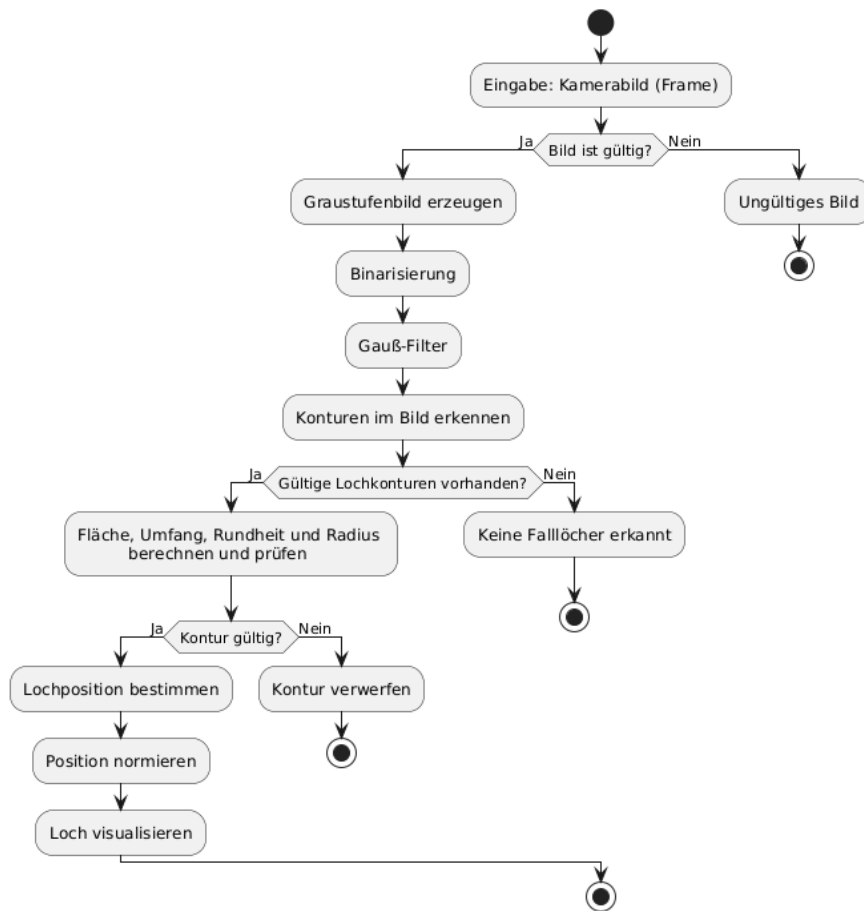 Eingabe: Kamerabild (Frame)
Ja
Bild ist gültig?
Nein
Graustufenbild erzeugen
Ungültiges Bild
Binarisierung
Gauß-Filter
Konturen im Bild erkennen
Ja
Gültige Lochkonturen vorhanden?
Nein
Fläche, Umfang, Rundheit und Radius
berechnen und prüfen
Keine Falllöcher erkannt
Ja
Kontur gültig?
Nein
Lochposition bestimmen
Kontur verwerfen
Position normieren
Loch visualisieren